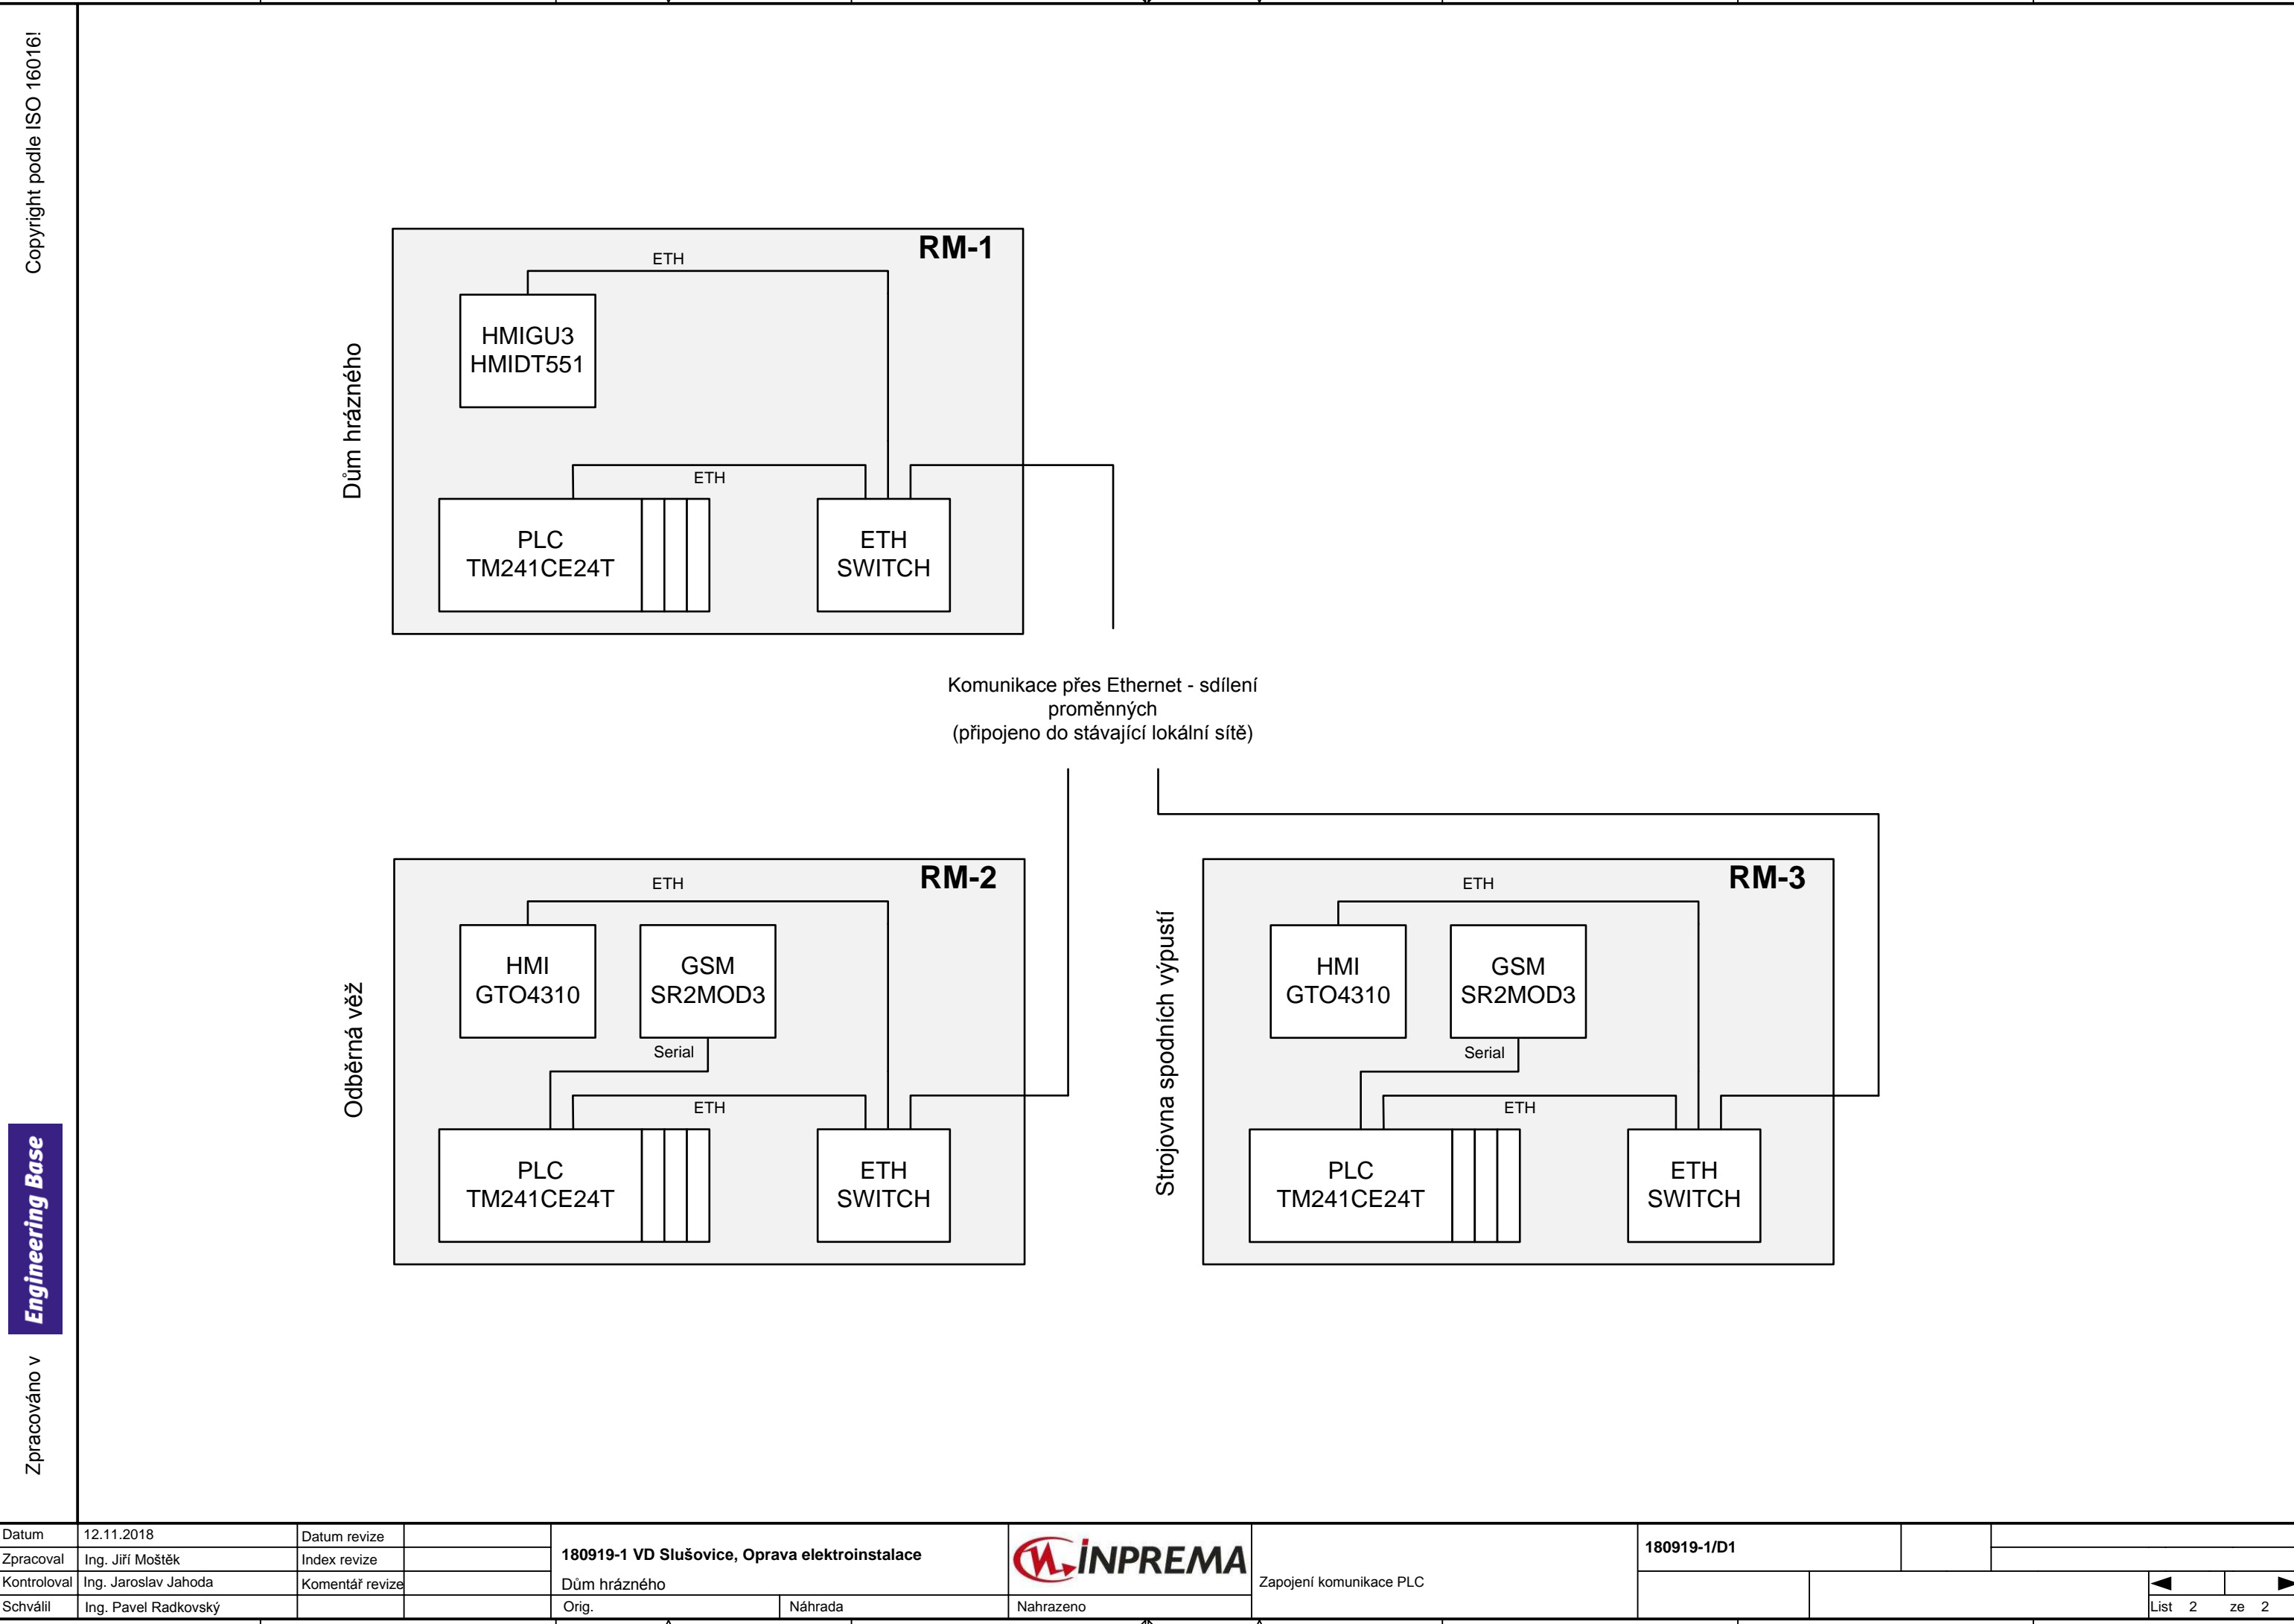 Copyright podle ISO 16016!
Zpracováno v
Engineering Base
Dům hrázného
RM-1
ETH
HMIGU3
HMIDT551
ETH
PLC
TM241CE24T
ETH
SWITCH
Komunikace přes Ethernet - sdílení
proměnných
(připojeno do stávající lokální sítě)
Odběrná věž
RM-2
ETH
HMI
GTO4310
GSM
SR2MOD3
Serial
ETH
PLC
TM241CE24T
ETH
SWITCH
Strojovna spodních výpustí
RM-3
ETH
HMI
GTO4310
GSM
SR2MOD3
Serial
ETH
PLC
TM241CE24T
ETH
SWITCH
Datum 12.11.2018 Datum revize
Zpracoval Ing. Jiří Moštěk Index revize
Kontroloval Ing. Jaroslav Jahoda Komentář revize
Schválil Ing. Pavel Radkovský
180919-1 VD Slušovice, Oprava elektroinstalace
Dům hrázného
Orig. Náhrada Nahrazeno
INPREMA
Zapojení komunikace PLC
180919-1/D1
List 2 ze 2